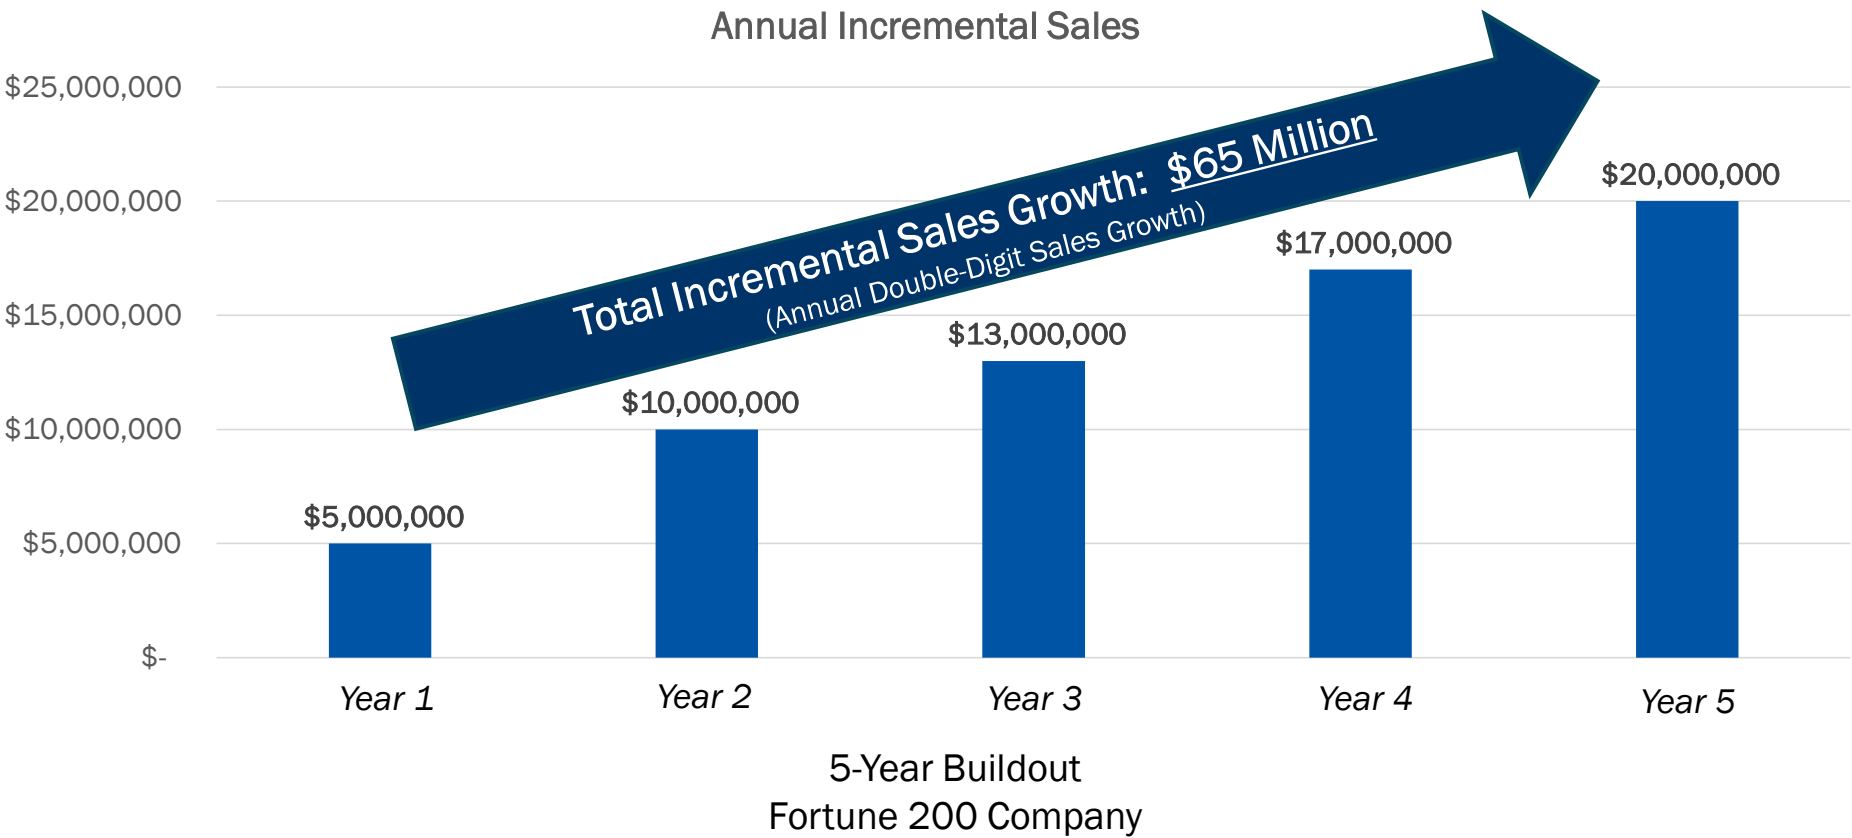 Annual Incremental Sales
$25,000,000
$20,000,000
$15,000,000
$10,000,000
$5,000,000
$-
Total Incremental Sales Growth: $65 Million
(Annual Double-Digit Sales Growth)
$5,000,000
$10,000,000
$13,000,000
$17,000,000
$20,000,000
Year 1
Year 2
Year 3
Year 4
Year 5
5-Year Buildout
Fortune 200 Company